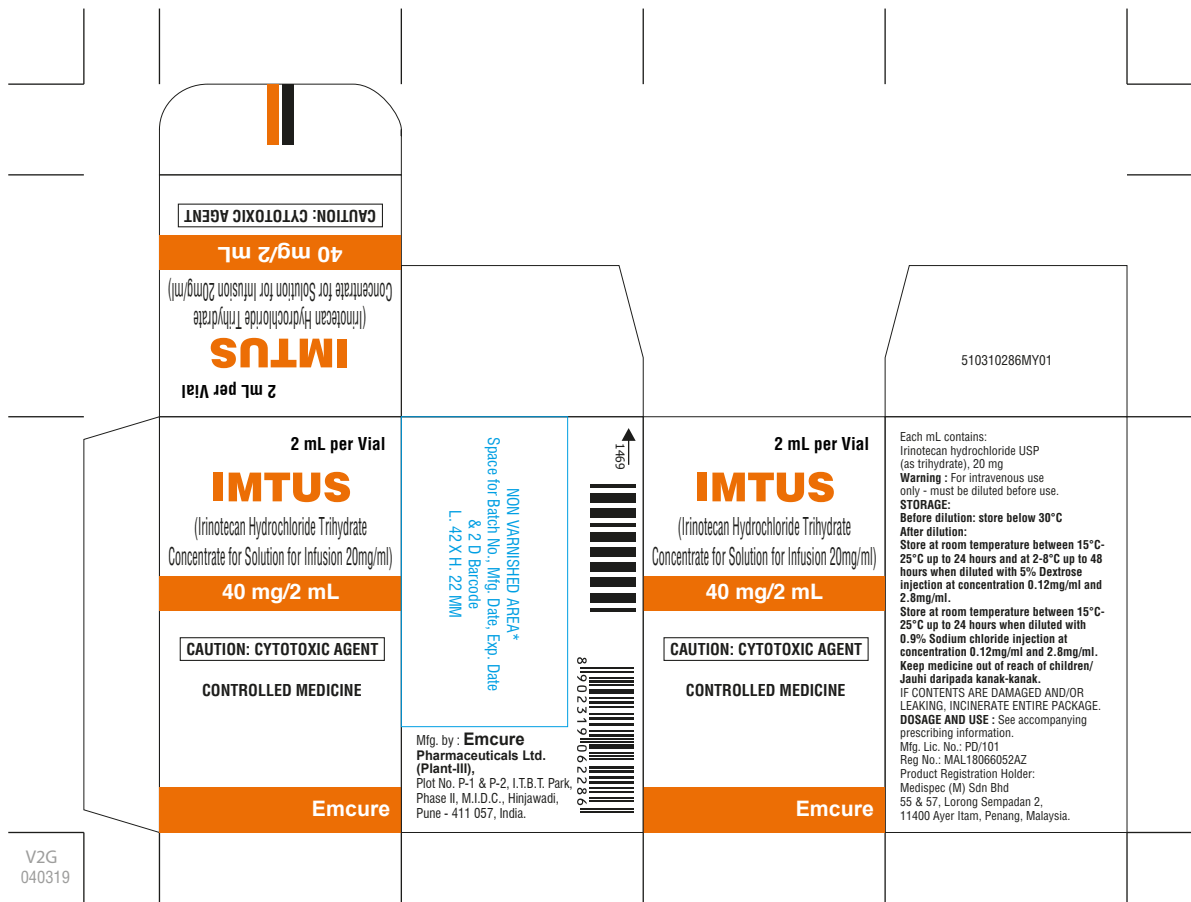 CAUTION: CYTOTOXIC AGENT
40 mg/2 mL
Concentrate for Solution for Infusion 20mg/ml)
(Irinotecan Hydrochloride Trihydrate
IMTUS
2 mL per Vial
510310286MY01
2 mL per Vial
IMTUS
(Irinotecan Hydrochloride Trihydrate
Concentrate for Solution for Infusion 20mg/ml)
40 mg/2 mL
CAUTION: CYTOTOXIC AGENT
CONTROLLED MEDICINE
Emcure
NON VARNISHED AREA*
Space for Batch No., Mfg. Date, Exp. Date
& 2 D Barcode
L. 42 X H. 22 MM
1469
8902319062286
Mfg. by : Emcure
Pharmaceuticals Ltd.
(Plant-III),
Plot No. P-1 & P-2, I.T.B.T. Park,
Phase II, M.I.D.C., Hinjawadi,
Pune - 411 057, India.
2 mL per Vial
IMTUS
(Irinotecan Hydrochloride Trihydrate
Concentrate for Solution for Infusion 20mg/ml)
40 mg/2 mL
CAUTION: CYTOTOXIC AGENT
CONTROLLED MEDICINE
Emcure
Each mL contains:
Irinotecan hydrochloride USP
(as trihydrate), 20 mg
Warning : For intravenous use
only - must be diluted before use.
STORAGE:
Before dilution: store below 30°C
After dilution:
Store at room temperature between 15°C-
25°C up to 24 hours and at 2-8°C up to 48
hours when diluted with 5% Dextrose
injection at concentration 0.12mg/ml and
2.8mg/ml.
Store at room temperature between 15°C-
25°C up to 24 hours when diluted with
0.9% Sodium chloride injection at
concentration 0.12mg/ml and 2.8mg/ml.
Keep medicine out of reach of children/
Jauhi daripada kanak-kanak.
IF CONTENTS ARE DAMAGED AND/OR
LEAKING, INCINERATE ENTIRE PACKAGE.
DOSAGE AND USE : See accompanying
prescribing information.
Mfg. Lic. No.: PD/101
Reg No.: MAL18066052AZ
Product Registration Holder:
Medispec (M) Sdn Bhd
55 & 57, Lorong Sempadan 2,
11400 Ayer Itam, Penang, Malaysia.
V2G
040319